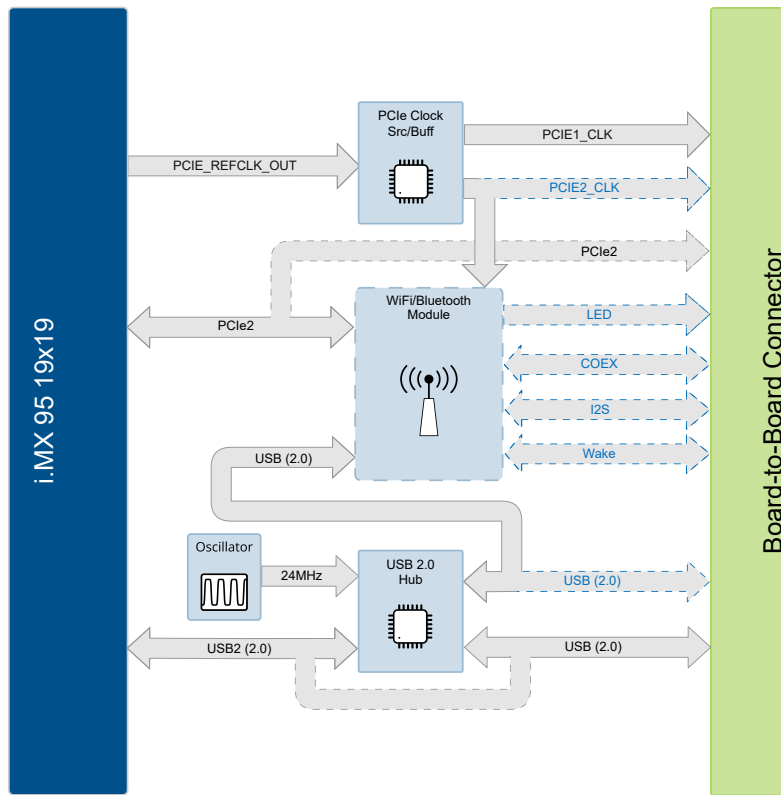 PCIe Clock
Src/Buff
PCIE1_CLK
PCIE_REFCLK_OUT
PCIE2_CLK
PCIe2
WiFi/Bluetooth
Module
PCIe2
LED
COEX
I2S
Wake
USB (2.0)
i.MX 95 19x19
Board-to-Board Connector
Oscillator
24MHz
USB 2.0
Hub
USB (2.0)
USB2 (2.0)
USB (2.0)